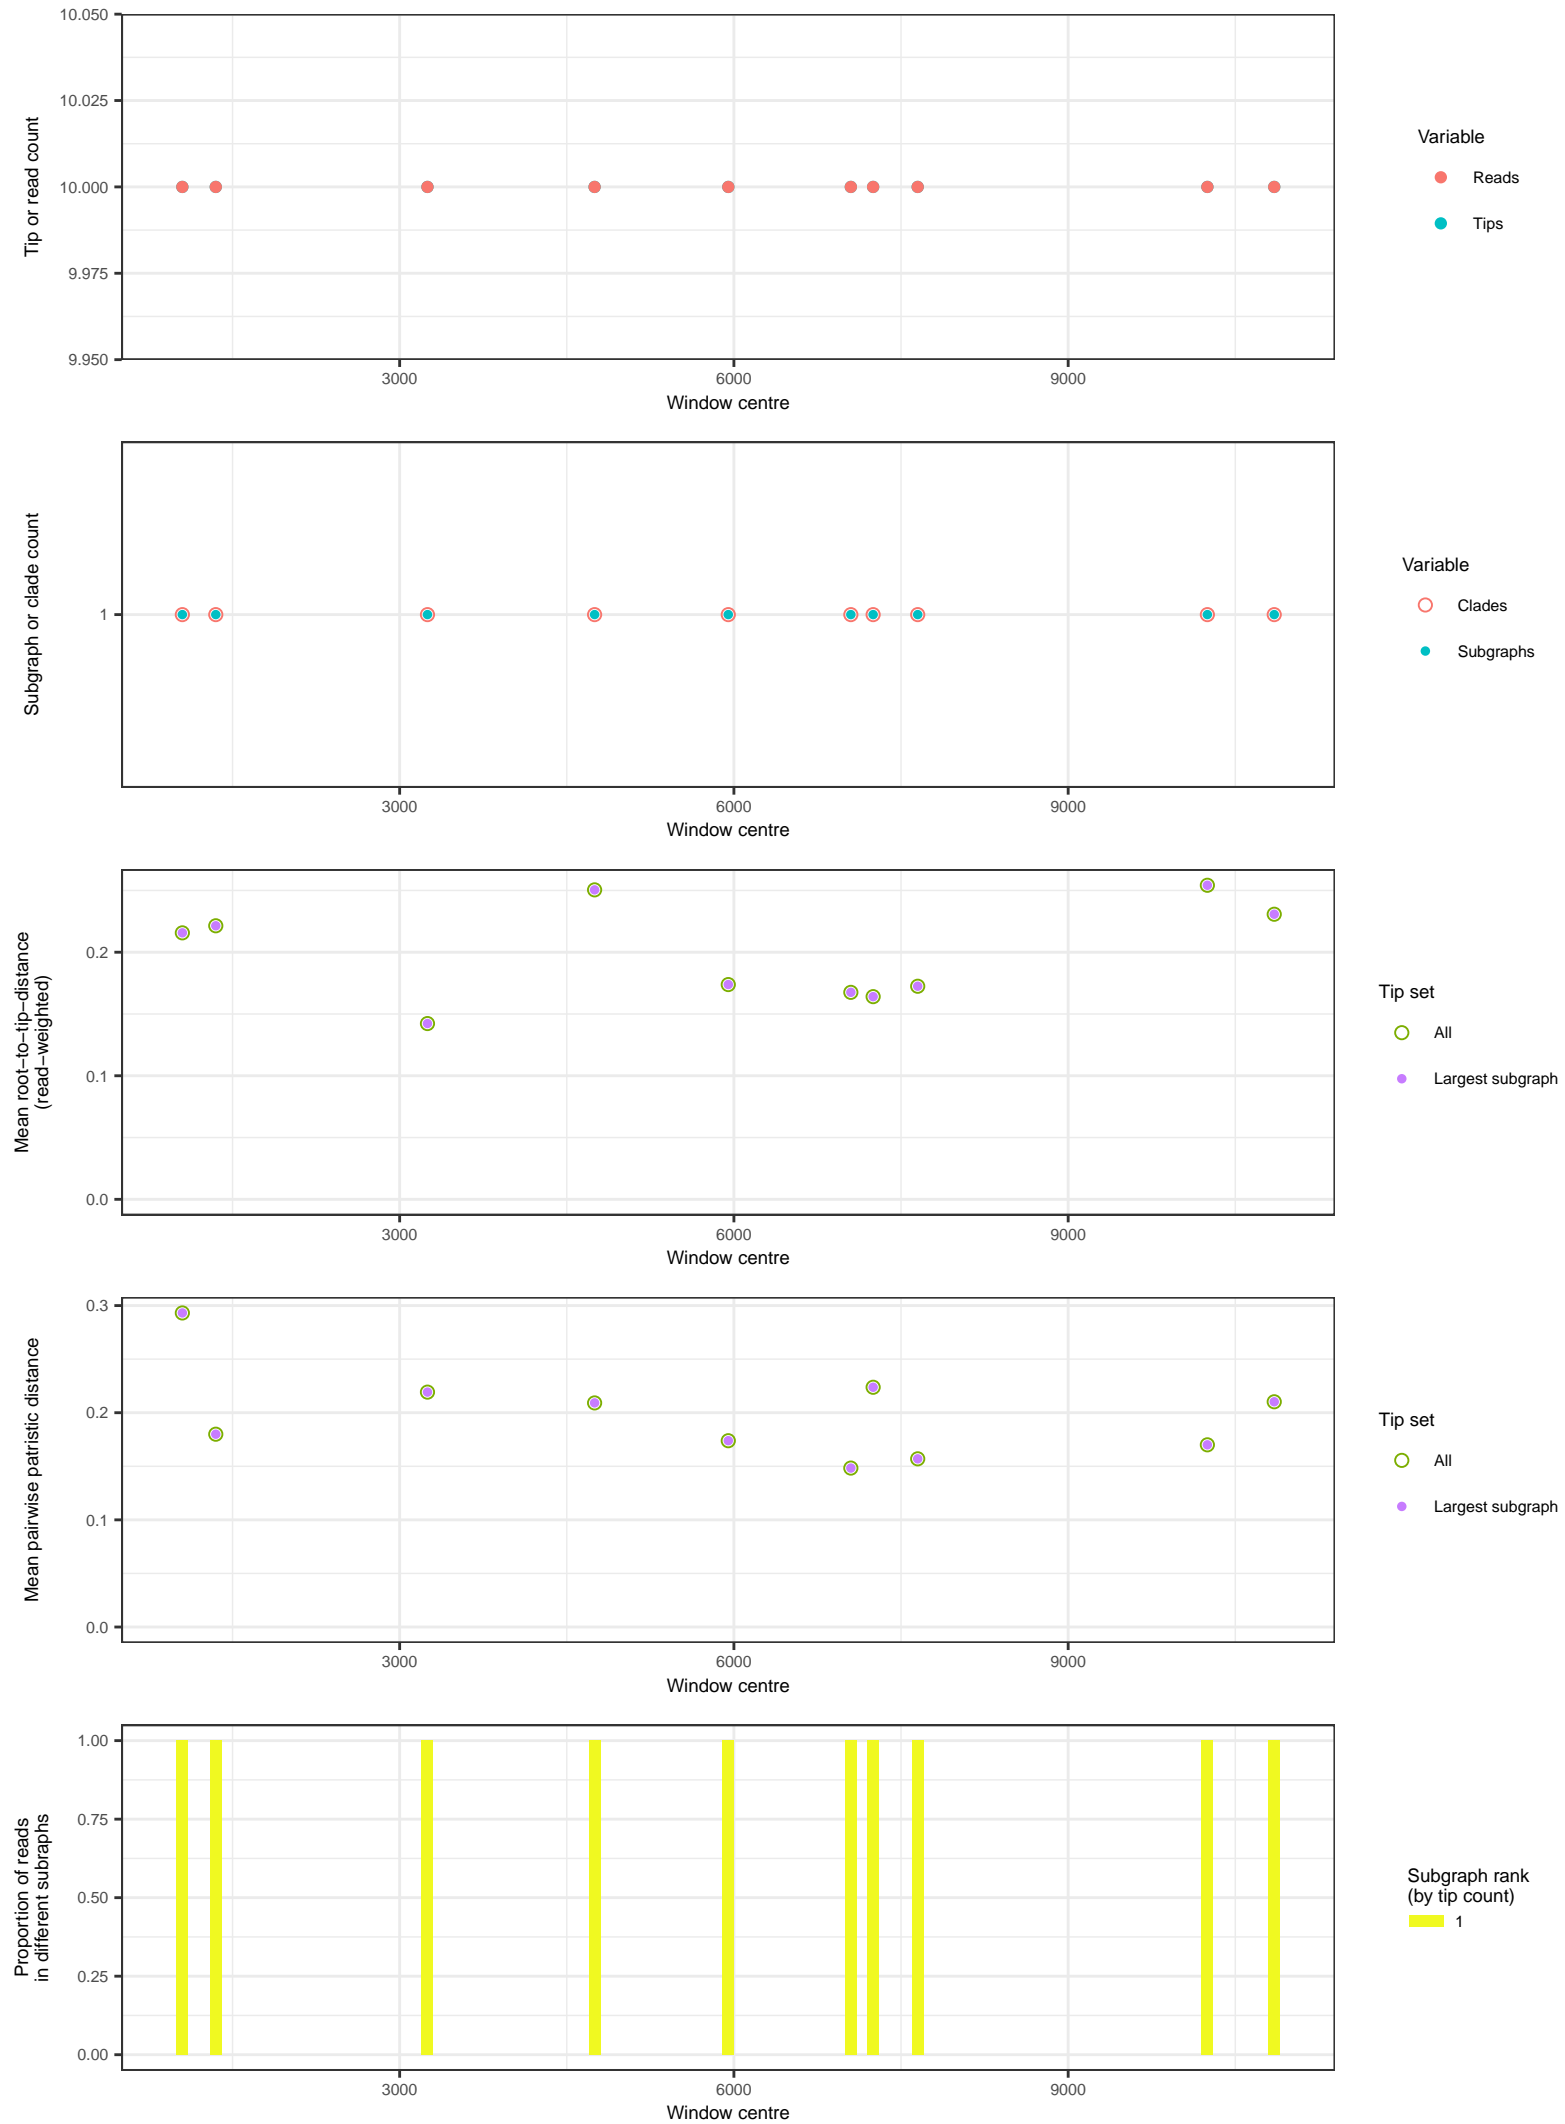 10.050
10.025
10.000
9.975
9.950
Tip or read count
3000
6000
9000
Window centre
Variable
Reads
Tips
1
Subgraph or clade count
3000
6000
9000
Window centre
Variable
Clades
Subgraphs
0.2
0.1
0.0
Mean root−to−tip−distance
(read−weighted)
3000
6000
9000
Window centre
Tip set
All
Largest subgraph
0.3
0.2
0.1
0.0
Mean pairwise patristic distance
3000
6000
9000
Window centre
Tip set
All
Largest subgraph
1.00
0.75
0.50
0.25
0.00
Proportion of reads
in different subraphs
3000
6000
9000
Window centre
Subgraph rank
(by tip count)
1